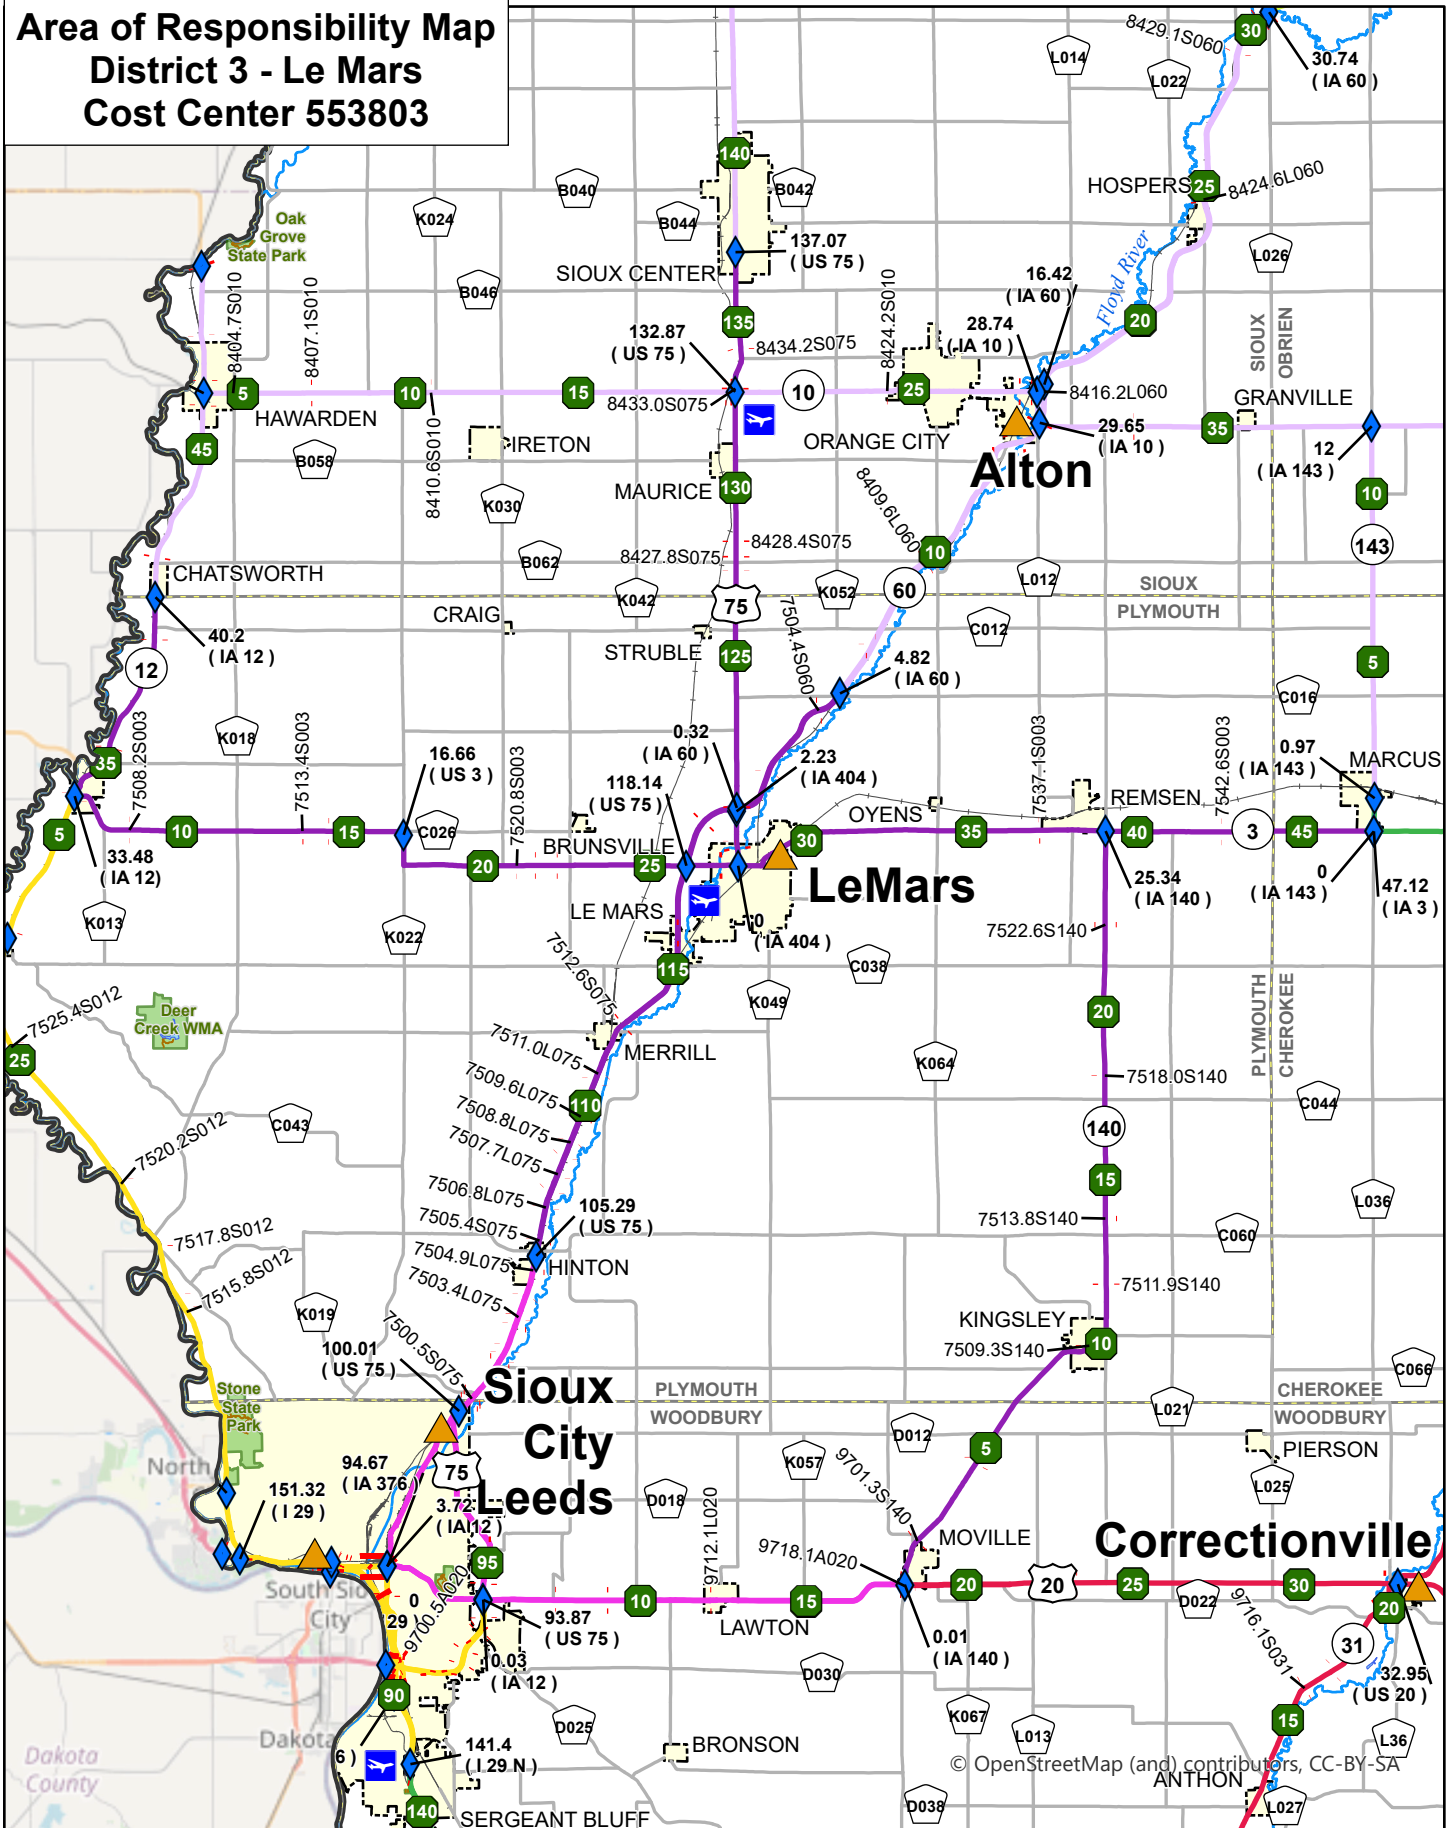 Area of Responsibility Map
District 3 - Le Mars
Cost Center 553803
8429.1S060
30
30.74
( IA 60 )
L014
L022
140
B040
B042
K024
B044
HOSPERS
25
8424.6L060
Oak
Grove
State Park
137.07
( US 75 )
SIOUX CENTER
L026
B046
Floyd River
16.42
( IA 60 )
8404.7S010
8407.1S010
132.87
( US 75 )
135
8434.2S075
8424.2S010
28.74
( IA 10 )
20
SIOUX
OBRIEN
5
10
15
8433.0S075
10
25
8416.2L060
GRANVILLE
HAWARDEN
45
B058
8410.6S010
IRETON
ORANGE CITY
29.65
( IA 10 )
35
12
( IA 143 )
Alton
K030
MAURICE
130
8409.6L060
10
B062
8427.8S075
8428.4S075
10
143
CHATSWORTH
K042
75
K052
60
L012
SIOUX
PLYMOUTH
CRAIG
7504.4S060
C012
40.2
( IA 12 )
12
STRUBLE
125
4.82
( IA 60 )
5
C016
K018
35
7508.2S003
7513.4S003
16.66
( US 3 )
7520.8S003
0.32
( IA 60 )
2.23
( IA 404 )
7537.1S003
7542.6S003
0.97
( IA 143 )
MARCUS
118.14
( US 75 )
OYENS
REMSEN
5
10
15
C026
BRUNSVILLE
30
35
40
3
45
20
25
33.48
( IA 12)
LeMars
25.34
( IA 140 )
0
( IA 143 )
47.12
( IA 3 )
K013
K022
LE MARS
0
( IA 404 )
7522.6S140
7512.6S075
115
C038
7525.4S012
Deer
Creek WMA
K049
20
PLYMOUTH
CHEROKEE
25
7511.0L075
MERRILL
K064
7509.6L075
110
7518.0S140
C044
C043
7508.8L075
7520.2S012
7507.7L075
140
7506.8L075
15
105.29
( US 75 )
L036
7505.4S075
7513.8S140
C060
7517.8S012
7504.9L075
HINTON
7515.8S012
7503.4L075
7511.9S140
K019
7500.5S075
KINGSLEY
10
7509.3S140
100.01
( US 75 )
C066
Sioux
City
Leeds
PLYMOUTH
WOODBURY
CHEROKEE
WOODBURY
Stone
State
Park
L021
D012
5
PIERSON
North
94.67
( IA 376 )
75
K057
L025
151.32
( I 29 )
3.72
( IA 12 )
D018
9712.1L020
9701.3S140
MOVILLE
Correctionville
9718.1A020
95
South Sio
City
0
29 )
9700.5A020
10
15
20
20
25
30
D022
20
93.87
( US 75 )
LAWTON
9716.1S031
31
0.03
( IA 12 )
0.01
( IA 140 )
D030
32.95
( US 20 )
90
K067
15
Dakota
D025
L013
L36
6 )
141.4
( I 29 N )
BRONSON
Dakota
County
© OpenStreetMap (and) contributors, CC-BY-SA
ANTHON
140
SERGEANT BLUFF
D038
L027